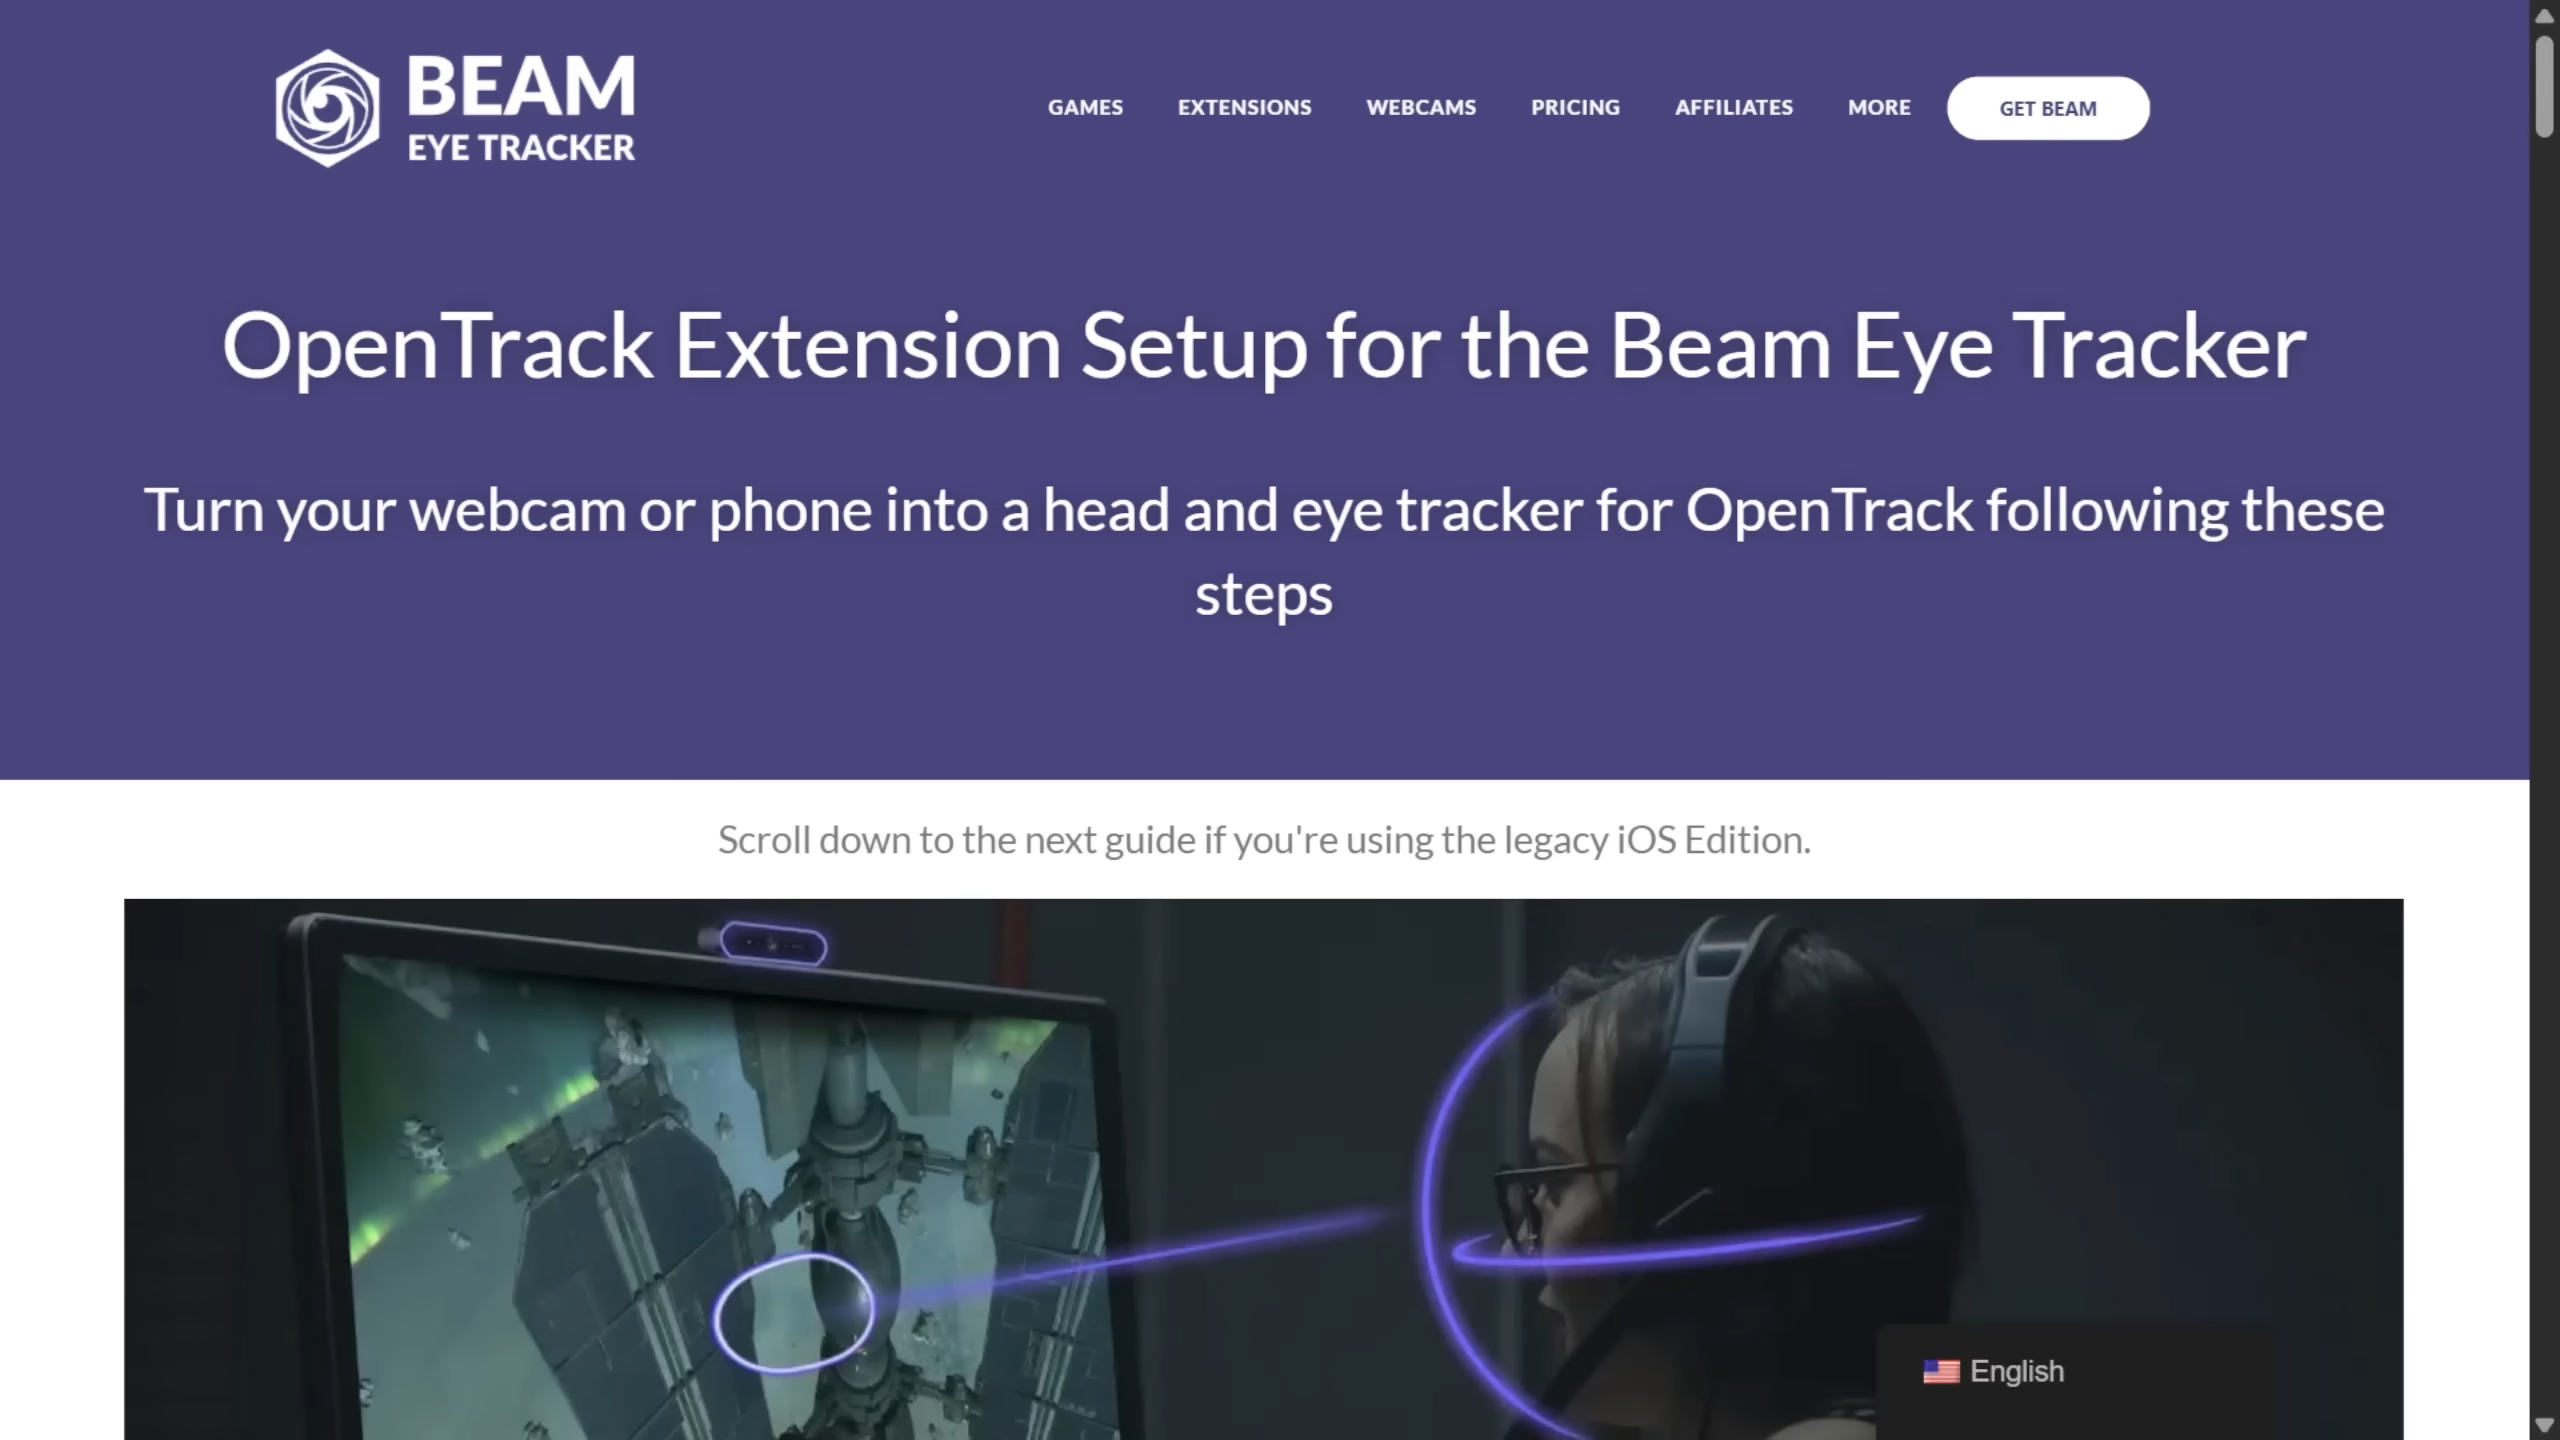 BEAM
EYE TRACKER
GAMES EXTENSIONS WEBCAMS PRICING AFFILIATES MORE GET BEAM
OpenTrack Extension Setup for the Beam Eye Tracker
Turn your webcam or phone into a head and eye tracker for OpenTrack following these
steps
Scroll down to the next guide if you're using the legacy iOS Edition.
English